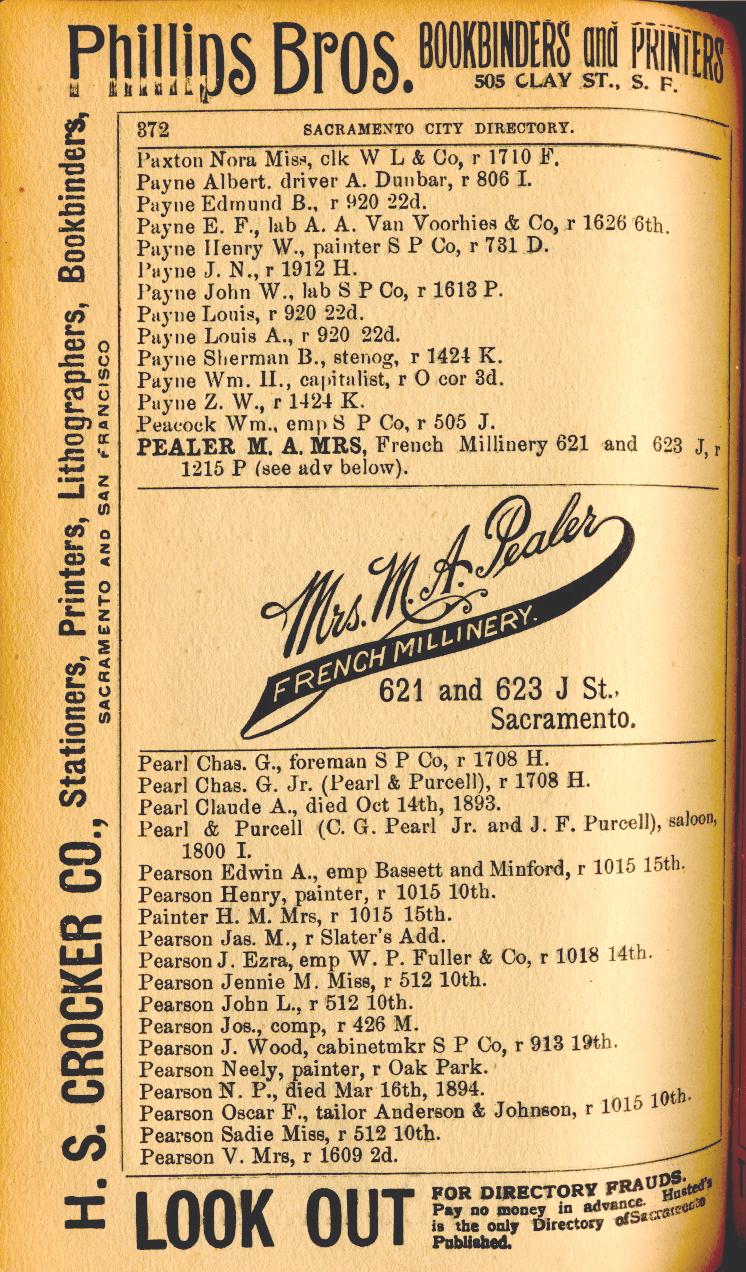 Phillips Bros. BOOKBINDERS and PRINTERS
505 CLAY ST., S. F.
H. S. CROCKER CO., Stationers, Printers, Lithographers, Bookbinders,
SACRAMENTO AND SAN FRANCISCO
372 SACRAMENTO CITY DIRECTORY.
Paxton Nora Miss, clk W L & Co, r 1710 F.
Payne Albert. driver A. Dunbar, r 806 I.
Payne Edmund B., r 920 22d.
Payne E. F., lab A. A. Van Voorhies & Co, r 1626 6th.
Payne Henry W., painter S P Co, r 731 D.
Payne J. N., r 1912 H.
Payne John W., lab S P Co, r 1613 P.
Payne Louis, r 920 22d.
Payne Louis A., r 920 22d.
Payne Sherman B., stenog, r 1424 K.
Payne Wm. H., capitalist, r O cor 3d.
Payne Z. W., r 1424 K.
Peacock Wm., emp S P Co, r 505 J.
PEALER M. A. MRS, French Millinery 621 and 623 J, r
1215 P (see adv below).
Mrs. M. A. Pealer
FRENCH MILLINERY.
621 and 623 J St.,
Sacramento.
Pearl Chas. G., foreman S P Co, r 1708 H.
Pearl Chas. G. Jr. (Pearl & Purcell), r 1708 H.
Pearl Claude A., died Oct 14th, 1893.
Pearl & Purcell (C. G. Pearl Jr. and J. F. Purcell), saloon,
1800 I.
Pearson Edwin A., emp Bassett and Minford, r 1015 15th.
Pearson Henry, painter, r 1015 10th.
Painter H. M. Mrs, r 1015 15th.
Pearson Jas. M., r Slater's Add.
Pearson J. Ezra, emp W. P. Fuller & Co, r 1018 14th.
Pearson Jennie M. Miss, r 512 10th.
Pearson John L., r 512 10th.
Pearson Jos., comp, r 426 M.
Pearson J. Wood, cabinetmkr S P Co, r 913 19th.
Pearson Neely, painter, r Oak Park.
Pearson N. P., died Mar 16th, 1894.
Pearson Oscar F., tailor Anderson & Johnson, r 1015 10th.
Pearson Sadie Miss, r 512 10th.
Pearson V. Mrs, r 1609 2d.
LOOK OUT FOR DIRECTORY FRAUDS.
Pay no money in advance. Husted's
is the only Directory of Sacramento
Published.